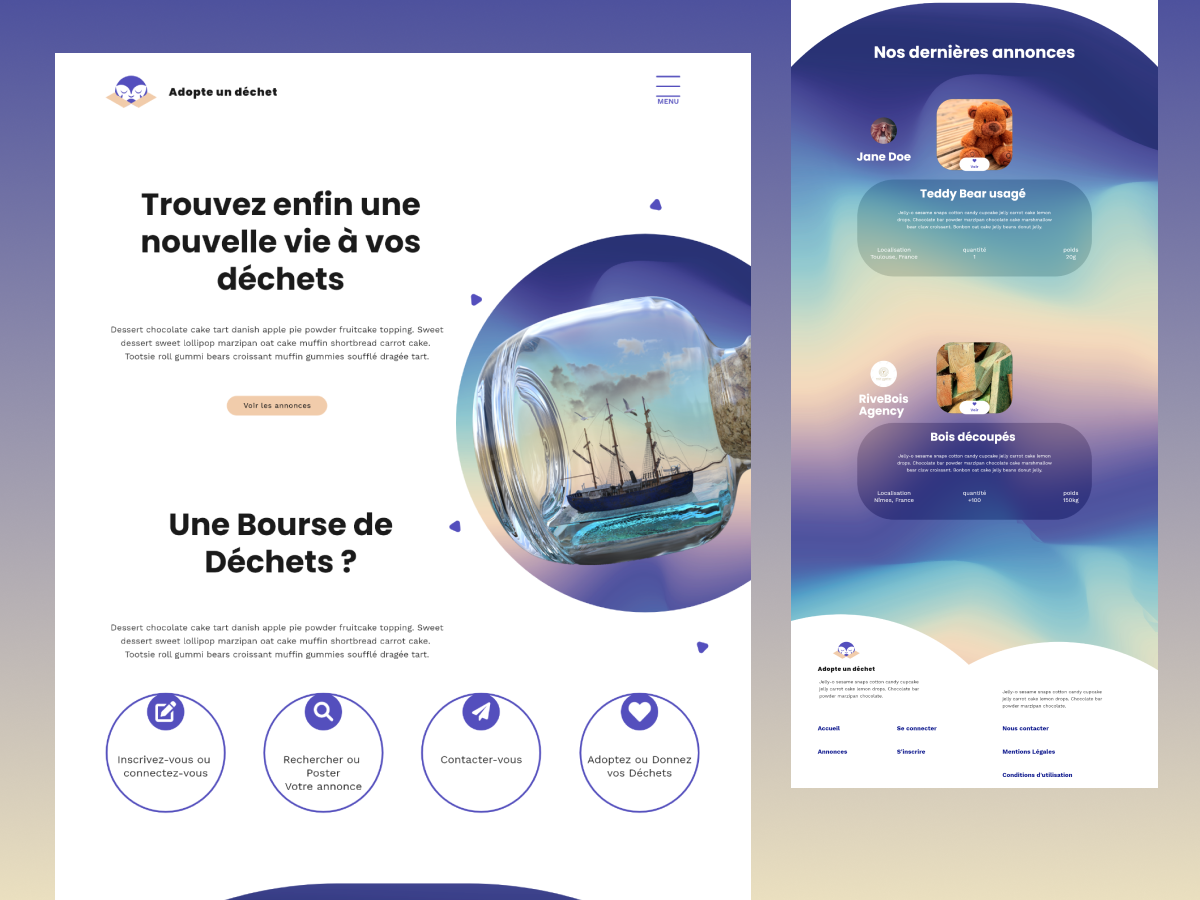 Adopte un déchet
MENU
Trouvez enfin une
nouvelle vie à vos
déchets
Dessert chocolate cake tart danish apple pie powder fruitcake topping. Sweet
dessert sweet lollipop marzipan oat cake muffin shortbread carrot cake.
Tootsie roll gummi bears croissant muffin gummies soufflé dragée tart.
Voir les annonces
Une Bourse de
Déchets ?
Dessert chocolate cake tart danish apple pie powder fruitcake topping. Sweet
dessert sweet lollipop marzipan oat cake muffin shortbread carrot cake.
Tootsie roll gummi bears croissant muffin gummies soufflé dragée tart.
Inscrivez-vous ou
connectez-vous
Rechercher ou
Poster
Votre annonce
Contacter-vous
Adoptez ou Donnez
vos Déchets
Nos dernières annonces
Jane Doe
Voir
Teddy Bear usagé
Jelly-o sesame snaps cotton candy cupcake jelly carrot cake lemon
drops. Chocolate bar powder marzipan chocolate cake marshmallow
bear claw croissant. Bonbon oat cake jelly beans donut jelly.
Localisation
Toulouse, France
quantité
1
poids
20g
RiveBois
Agency
Voir
Bois découpés
Jelly-o sesame snaps cotton candy cupcake jelly carrot cake lemon
drops. Chocolate bar powder marzipan chocolate cake marshmallow
bear claw croissant. Bonbon oat cake jelly beans donut jelly.
Localisation
Nîmes, France
quantité
+100
poids
150kg
Adopte un déchet
Jelly-o sesame snaps cotton candy cupcake
jelly carrot cake lemon drops. Chocolate bar
powder marzipan chocolate.
Jelly-o sesame snaps cotton candy cupcake
jelly carrot cake lemon drops. Chocolate bar
powder marzipan chocolate.
Accueil
Se connecter
Nous contacter
Annonces
S'inscrire
Mentions Légales
Conditions d'utilisation